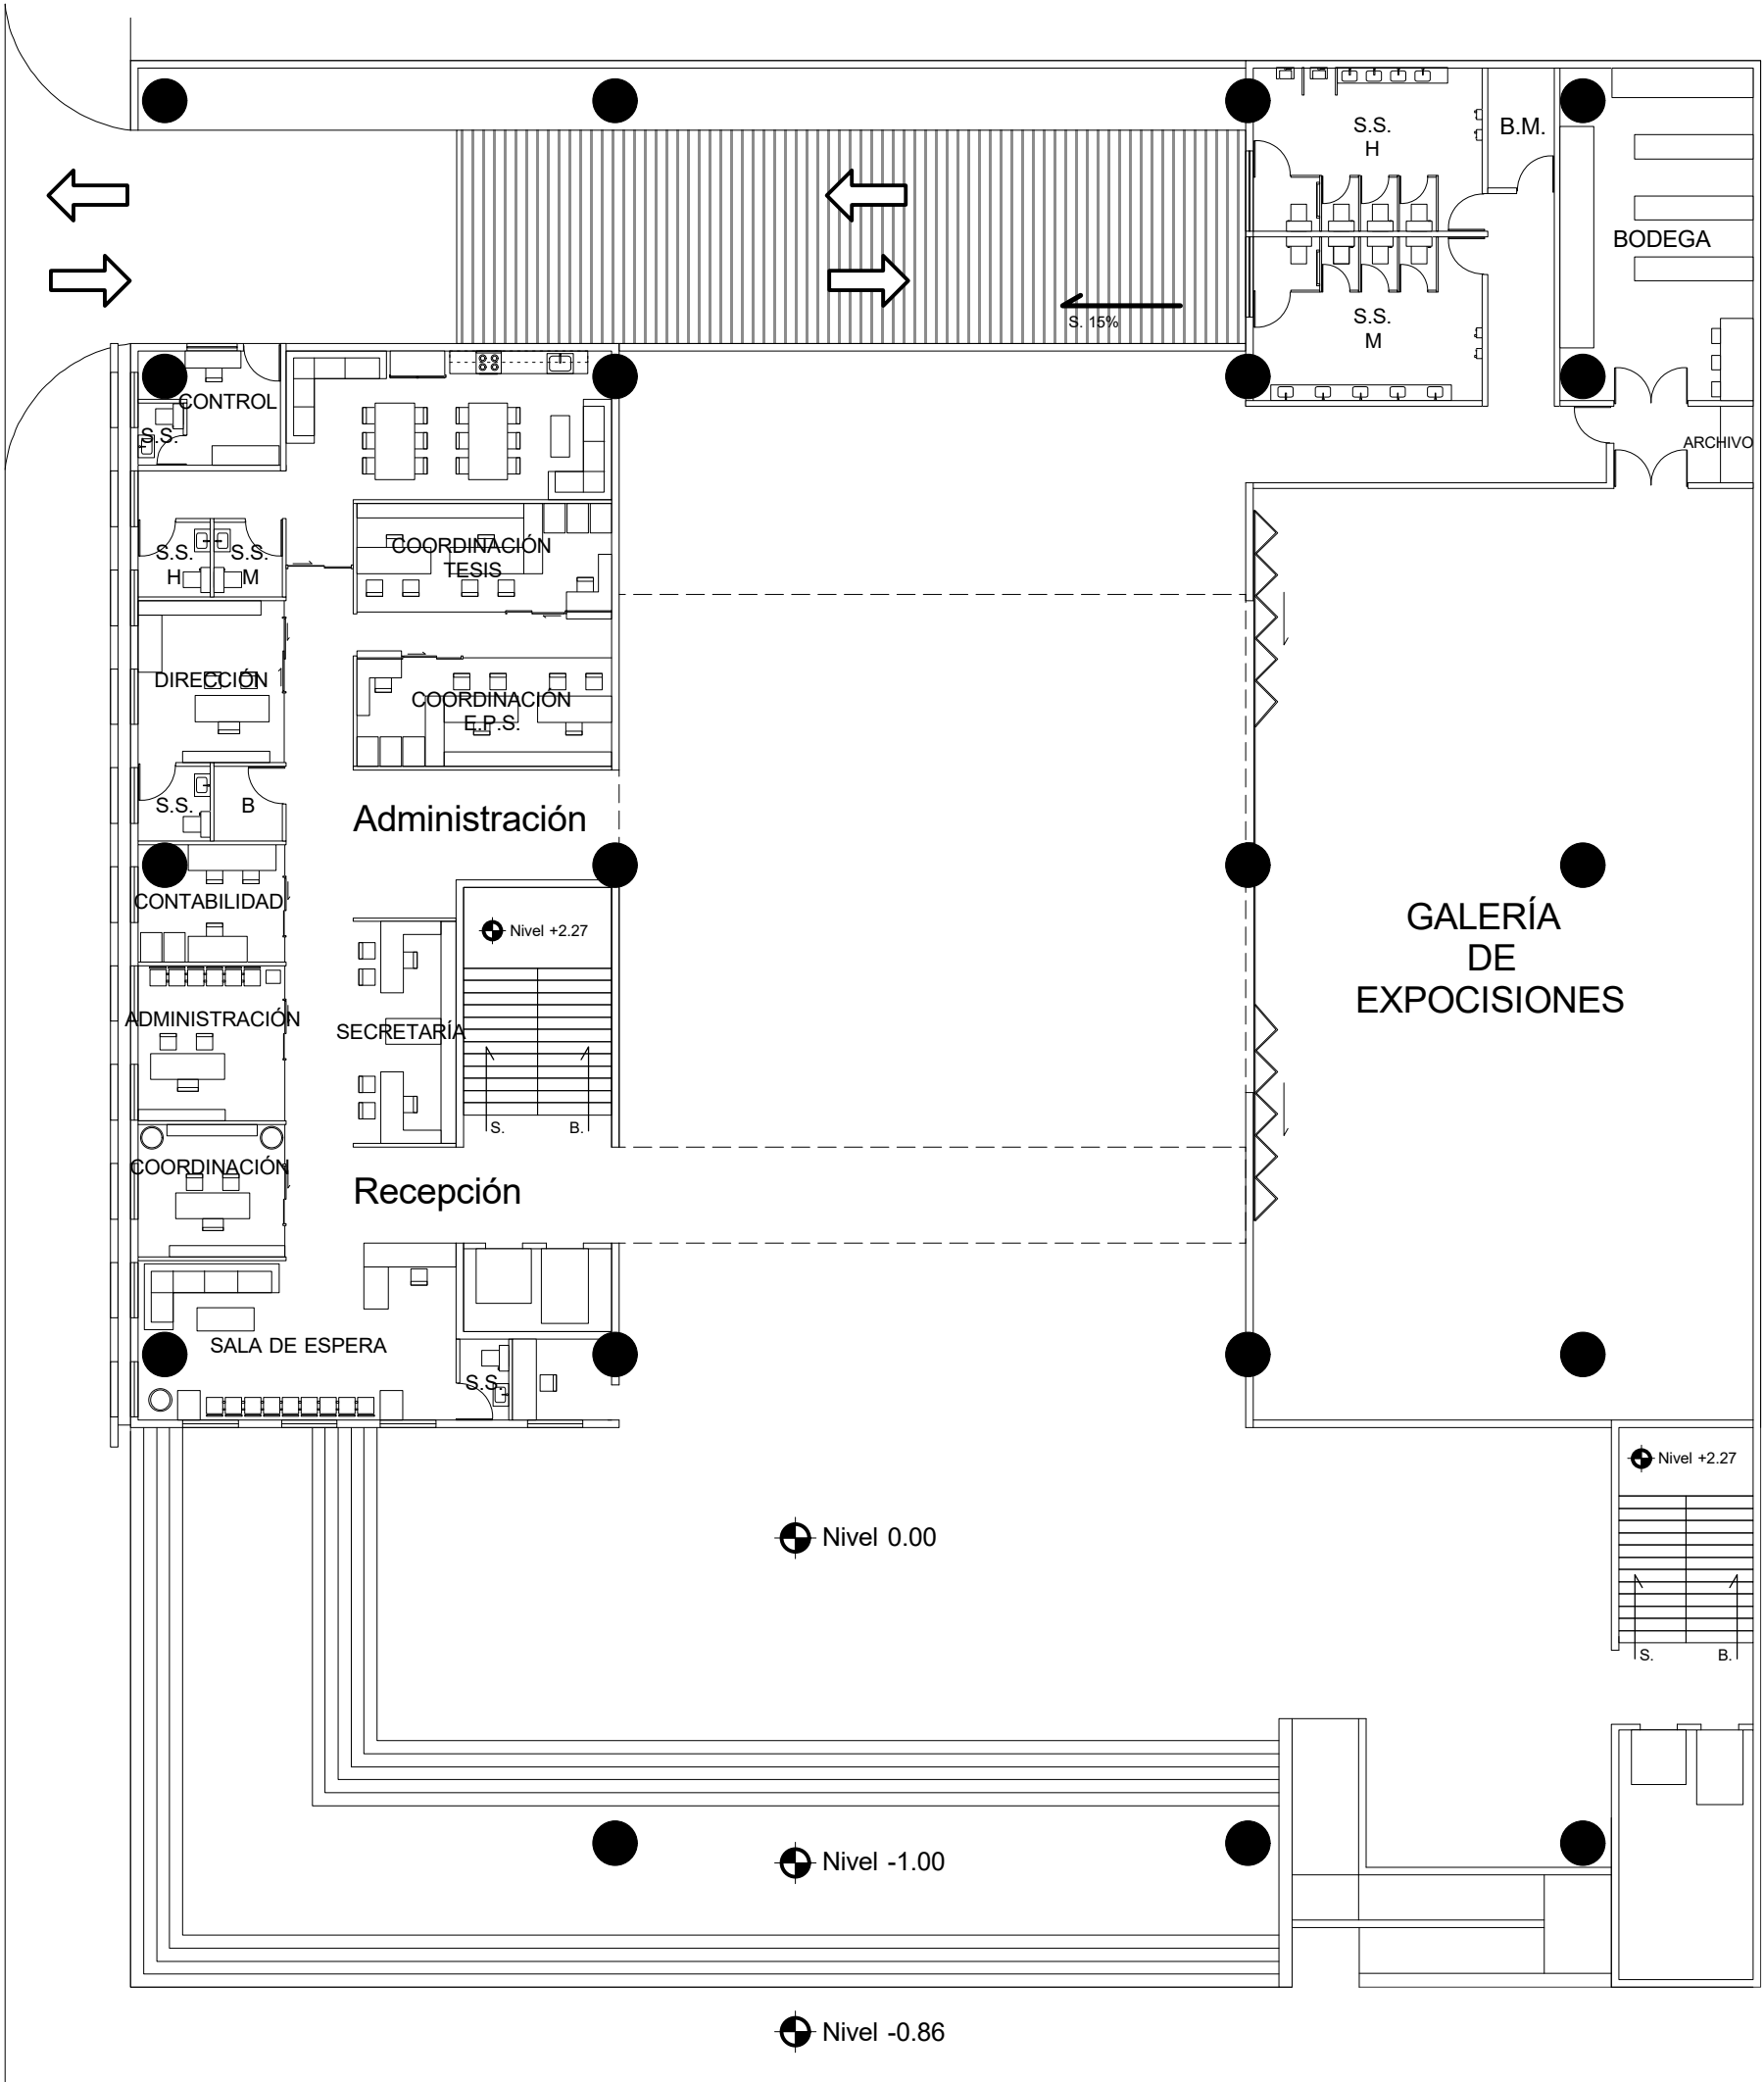 S.S.
H
B.M.
BODEGA
S. 15%
S.S.
M
CONTROL
S.S.
ARCHIVO
COORDINACIÓN
TESIS
S.S.
H
S.S.
M
DIRECCIÓN
COORDINACIÓN
E.P.S.
S.S.
B
Administración
CONTABILIDAD
Nivel +2.27
GALERÍA
DE
EXPOCISIONES
ADMINISTRACIÓN
SECRETARÍA
S.
B.
COORDINACIÓN
Recepción
SALA DE ESPERA
S.S.
Nivel +2.27
Nivel 0.00
S.
B.
Nivel -1.00
Nivel -0.86